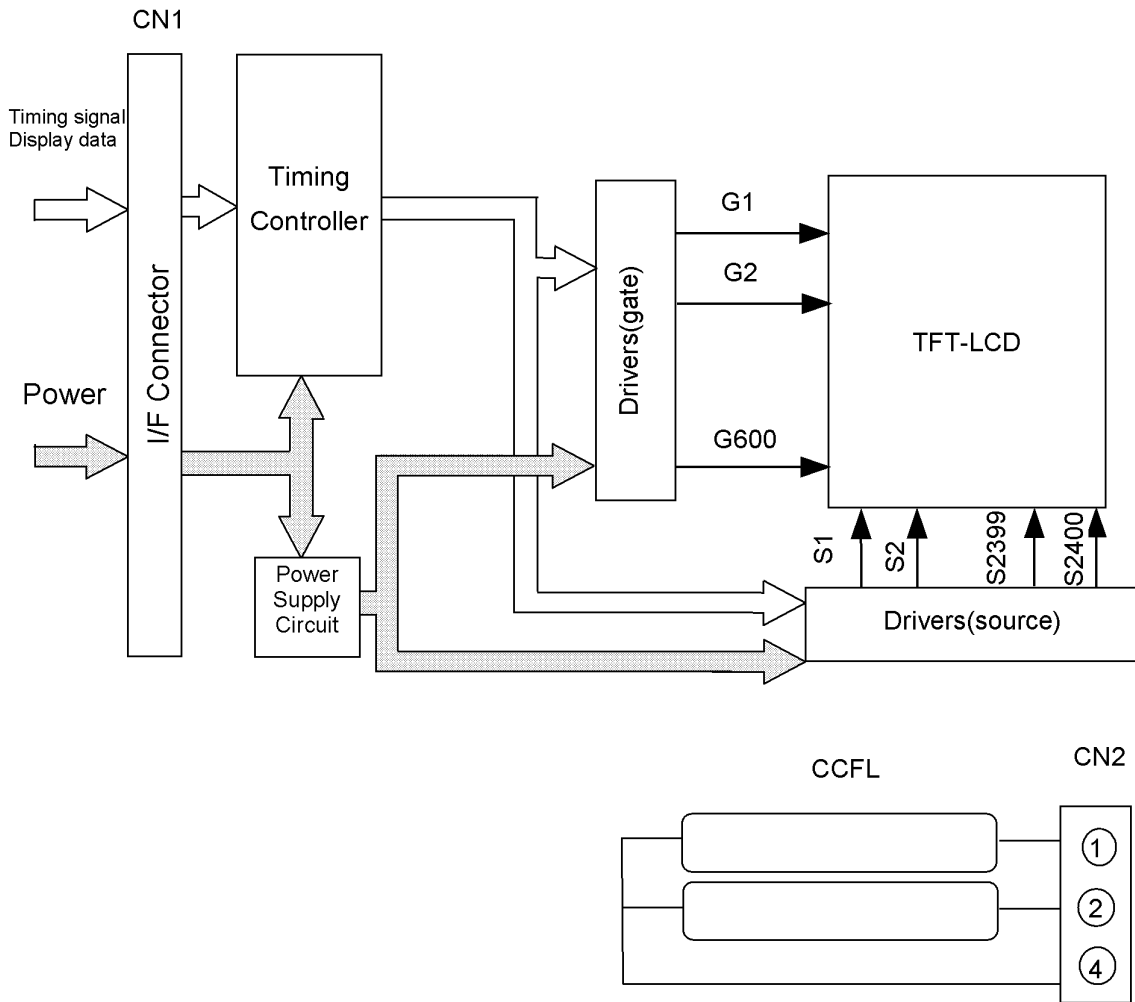 CN1
Timing signal
Display data
Power
I/F Connector
Timing
Controller
Power
Supply
Circuit
Drivers(gate)
G1
G2
G600
TFT-LCD
S1
S2
S2399
S2400
Drivers(source)
CCFL
CN2
1
2
4